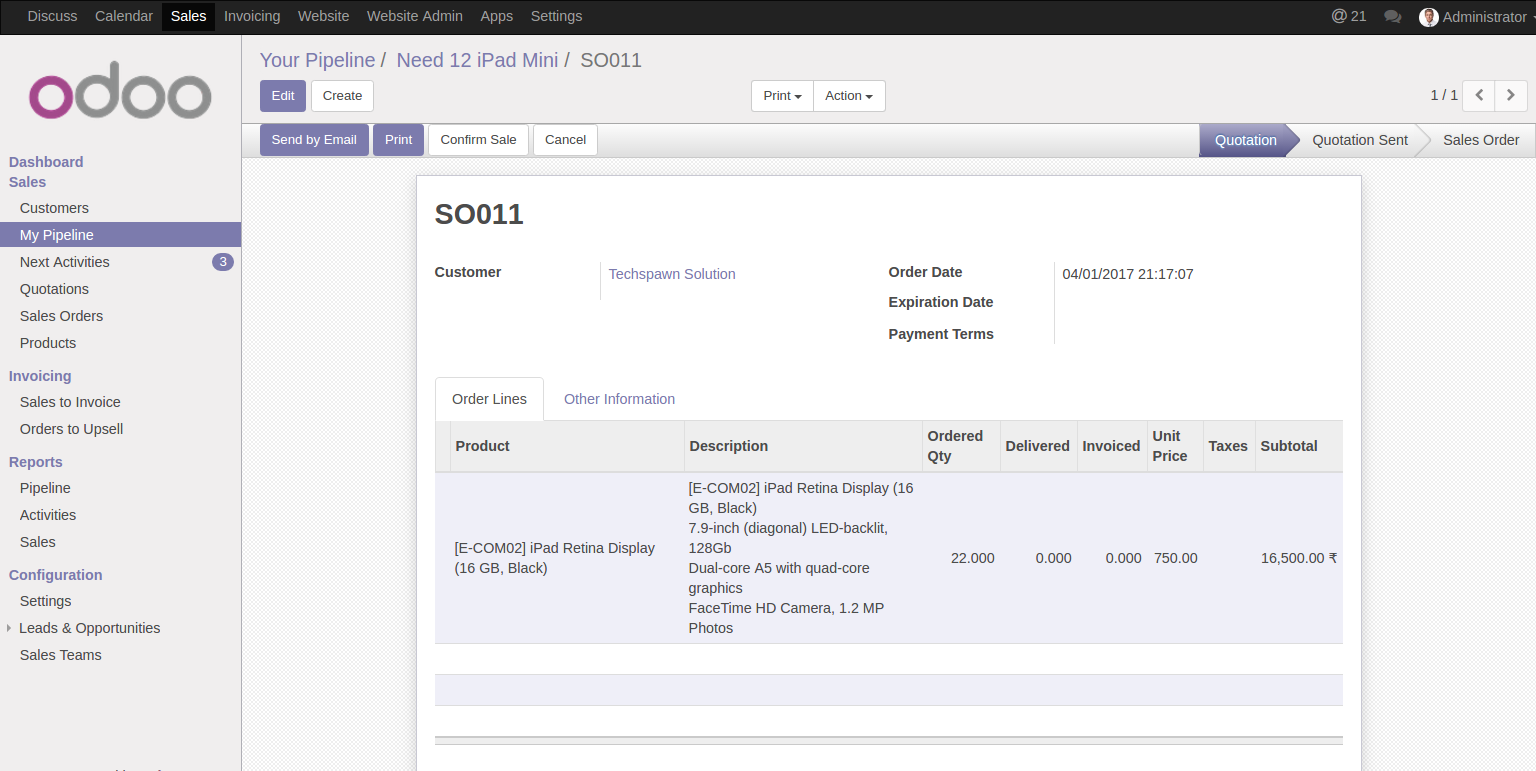 Discuss Calendar Sales Invoicing Website Website Admin Apps Settings @ 21 Administrator
odoo
Your Pipeline / Need 12 iPad Mini / SO011
Edit Create Print Action 1 / 1
Send by Email Print Confirm Sale Cancel Quotation Quotation Sent Sales Order
Dashboard
Sales
Customers
My Pipeline
Next Activities 3
Quotations
Sales Orders
Products
Invoicing
Sales to Invoice
Orders to Upsell
Reports
Pipeline
Activities
Sales
Configuration
Settings
Leads & Opportunities
Sales Teams
SO011
Customer Techspawn Solution
Order Date 04/01/2017 21:17:07
Expiration Date
Payment Terms
Order Lines Other Information
Product Description Ordered Qty Delivered Invoiced Unit Price Taxes Subtotal
[E-COM02] iPad Retina Display
(16 GB, Black)
[E-COM02] iPad Retina Display (16
GB, Black)
7.9-inch (diagonal) LED-backlit,
128Gb
Dual-core A5 with quad-core
graphics
FaceTime HD Camera, 1.2 MP
Photos
22.000 0.000 0.000 750.00 16,500.00 ₹